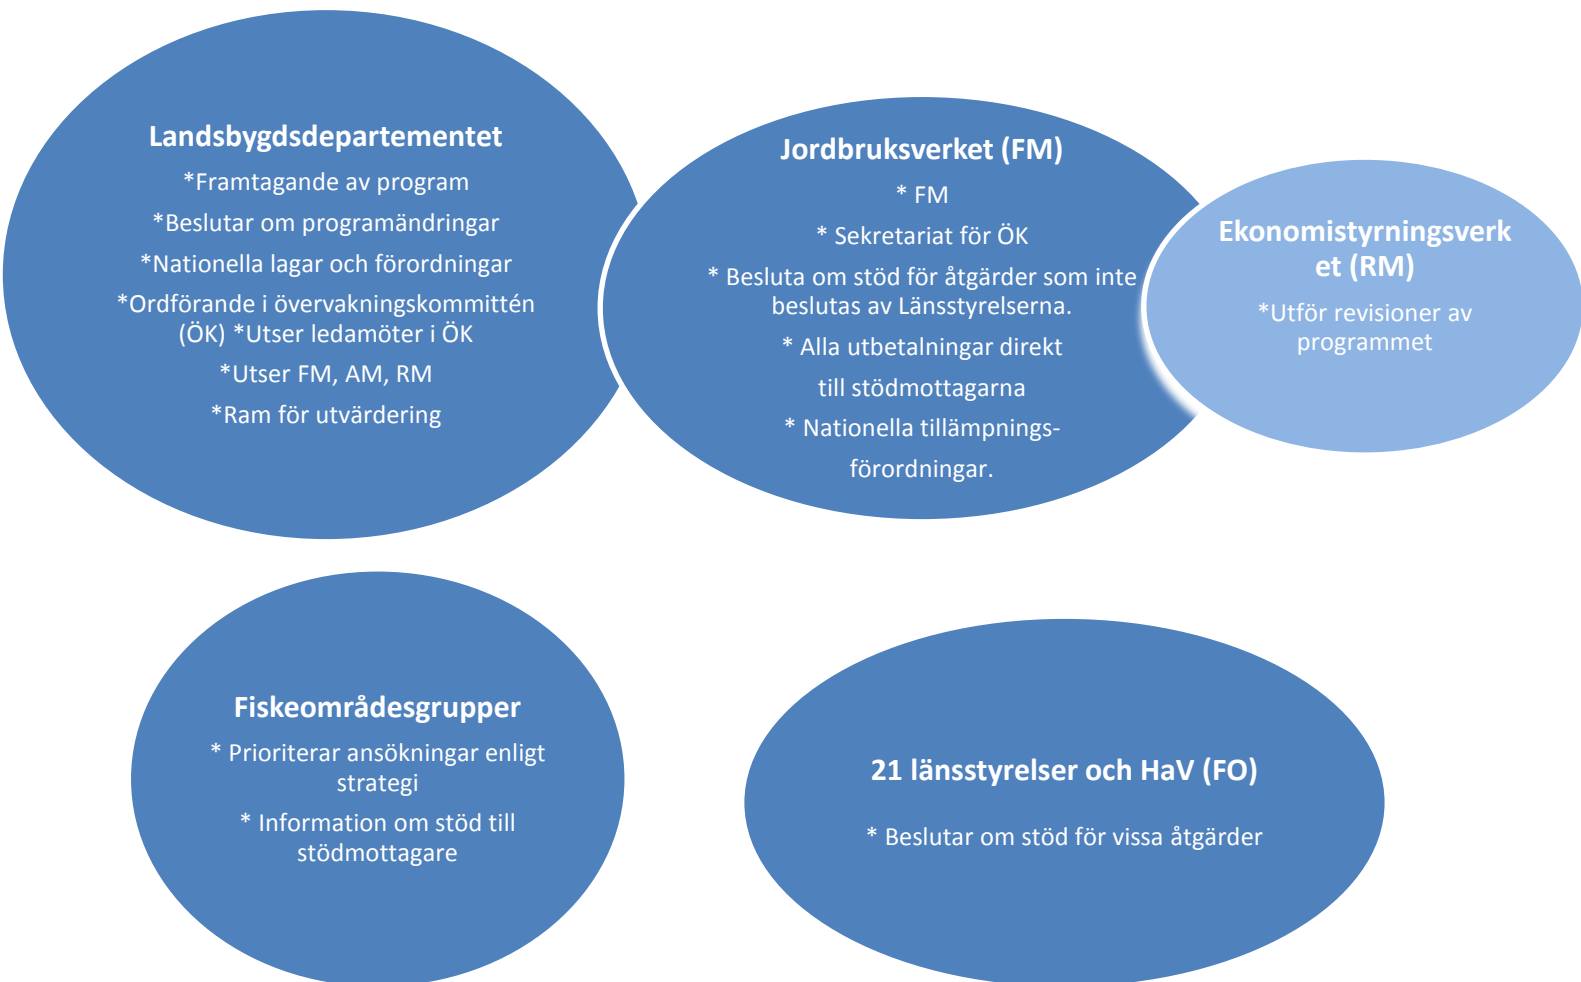 Landsbygdsdepartementet
*Framtagande av program
*Beslutar om programändringar
*Nationella lagar och förordningar
*Ordförande i övervakningskommittén
(ÖK) *Utser ledamöter i ÖK
*Utser FM, AM, RM
*Ram för utvärdering
Jordbruksverket (FM)
* FM
* Sekretariat för ÖK
* Besluta om stöd för åtgärder som inte
beslutas av Länsstyrelserna.
* Alla utbetalningar direkt
till stödmottagarna
* Nationella tillämpnings-
förordningar.
Ekonomistyrningsverk
et (RM)
*Utför revisioner av
programmet
Fiskeområdesgrupper
* Prioriterar ansökningar enligt
strategi
* Information om stöd till
stödmottagare
21 länsstyrelser och HaV (FO)
* Beslutar om stöd för vissa åtgärder